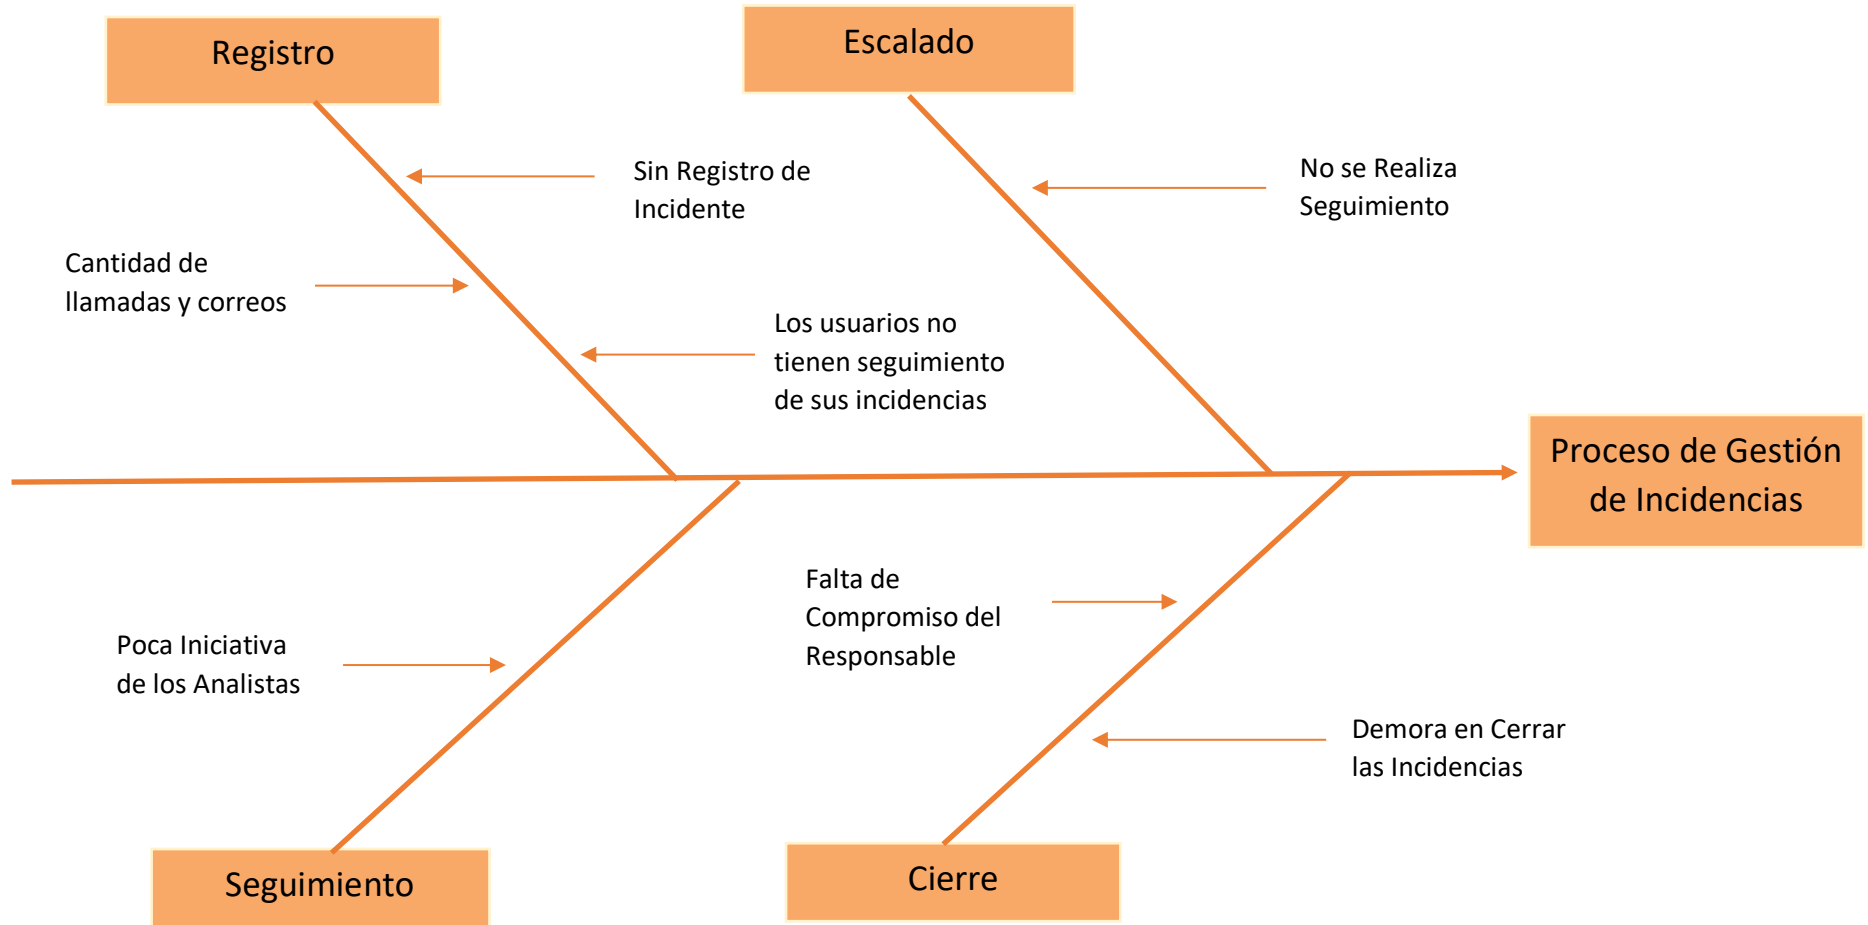 Registro
Escalado
Sin Registro de
Incidente
No se Realiza
Seguimiento
Cantidad de
llamadas y correos
Los usuarios no
tienen seguimiento
de sus incidencias
Proceso de Gestión
de Incidencias
Falta de
Compromiso del
Responsable
Poca Iniciativa
de los Analistas
Demora en Cerrar
las Incidencias
Seguimiento
Cierre